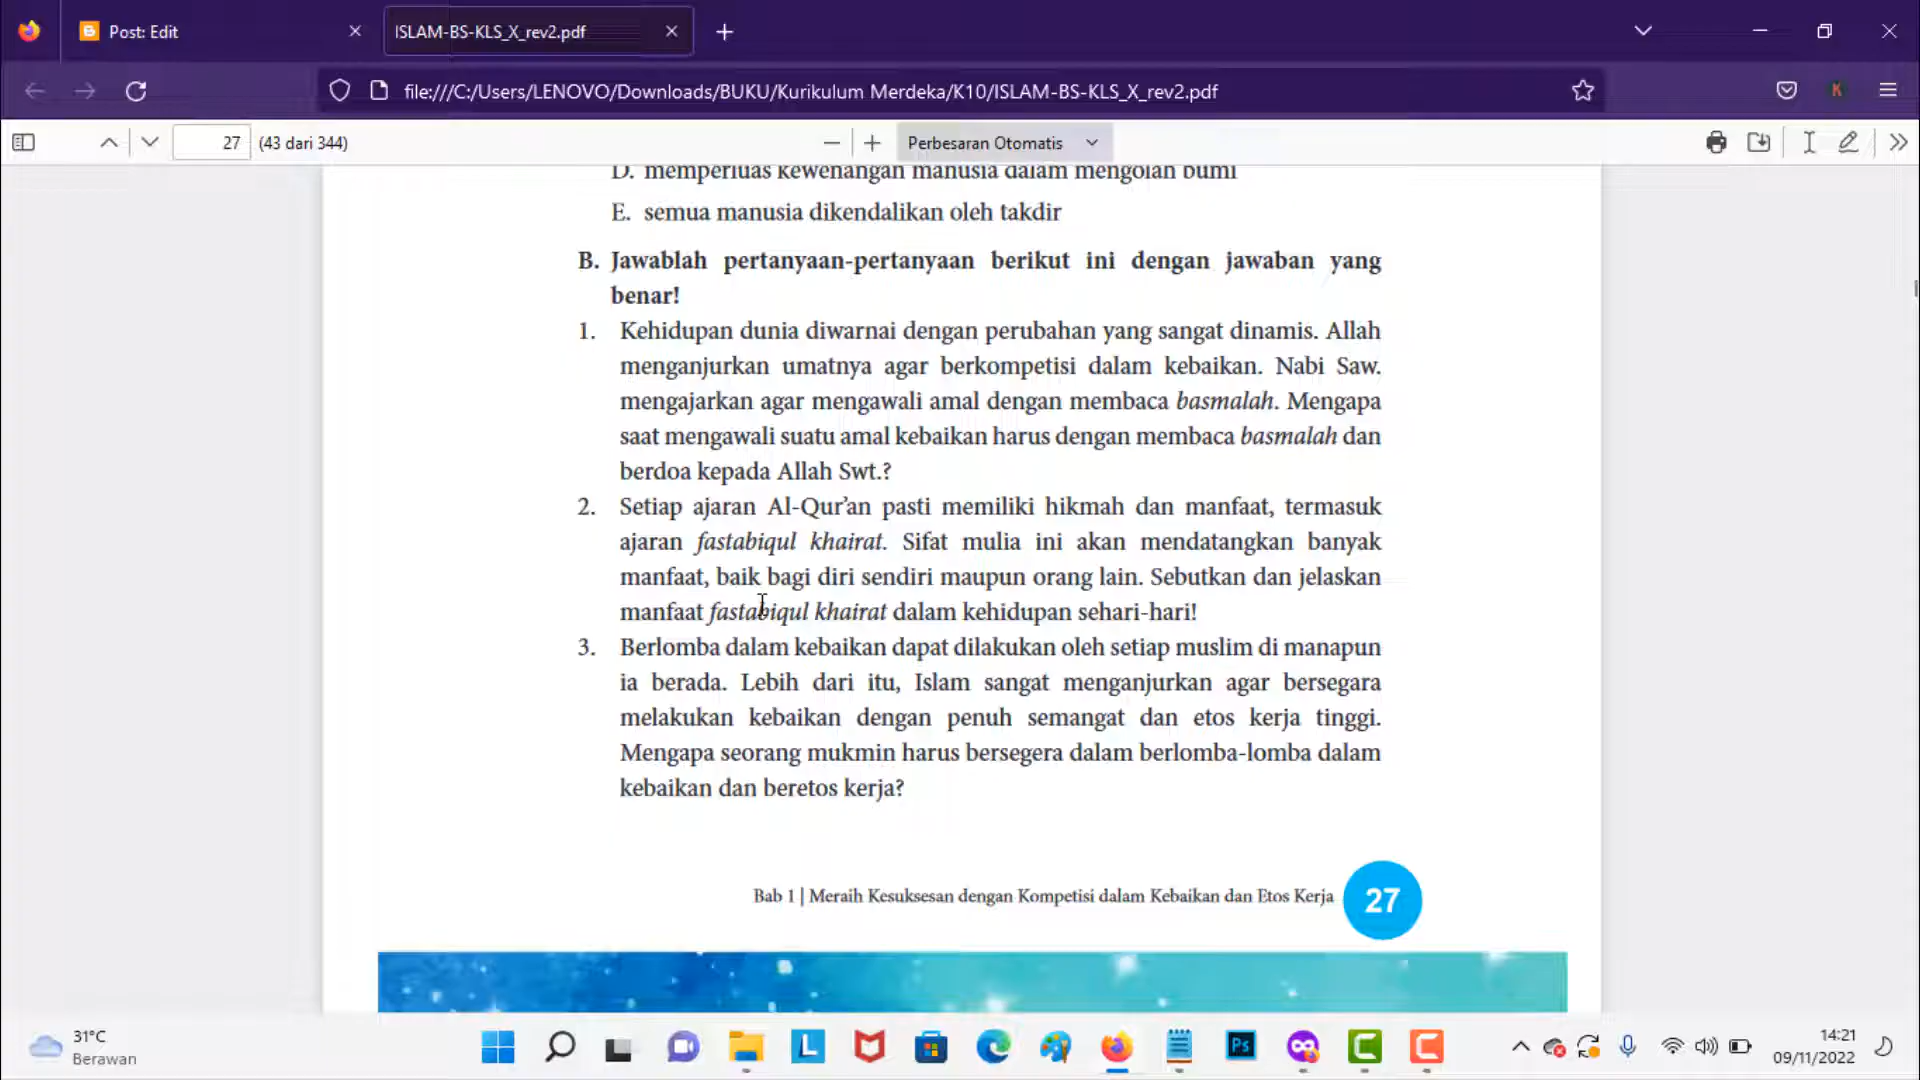 Post: Edit
ISLAM-BS-KLS_X_rev2.pdf
file:///C:/Users/LENOVO/Downloads/BUKU/Kurikulum Merdeka/K10/ISLAM-BS-KLS_X_rev2.pdf
K
27 (43 dari 344)
Perbesaran Otomatis
D. memperluas kewenangan manusia dalam mengolah bumi
E. semua manusia dikendalikan oleh takdir
B. Jawablah pertanyaan-pertanyaan berikut ini dengan jawaban yang
benar!
1. Kehidupan dunia diwarnai dengan perubahan yang sangat dinamis. Allah
menganjurkan umatnya agar berkompetisi dalam kebaikan. Nabi Saw.
mengajarkan agar mengawali amal dengan membaca basmalah. Mengapa
saat mengawali suatu amal kebaikan harus dengan membaca basmalah dan
berdoa kepada Allah Swt.?
2. Setiap ajaran Al-Qur’an pasti memiliki hikmah dan manfaat, termasuk
ajaran fastabiqul khairat. Sifat mulia ini akan mendatangkan banyak
manfaat, baik bagi diri sendiri maupun orang lain. Sebutkan dan jelaskan
manfaat fastabiqul khairat dalam kehidupan sehari-hari!
3. Berlomba dalam kebaikan dapat dilakukan oleh setiap muslim di manapun
ia berada. Lebih dari itu, Islam sangat menganjurkan agar bersegara
melakukan kebaikan dengan penuh semangat dan etos kerja tinggi.
Mengapa seorang mukmin harus bersegera dalam berlomba-lomba dalam
kebaikan dan beretos kerja?
Bab 1 | Meraih Kesuksesan dengan Kompetisi dalam Kebaikan dan Etos Kerja
27
31°C
Berawan
L
Ps
C
C
14:21
09/11/2022